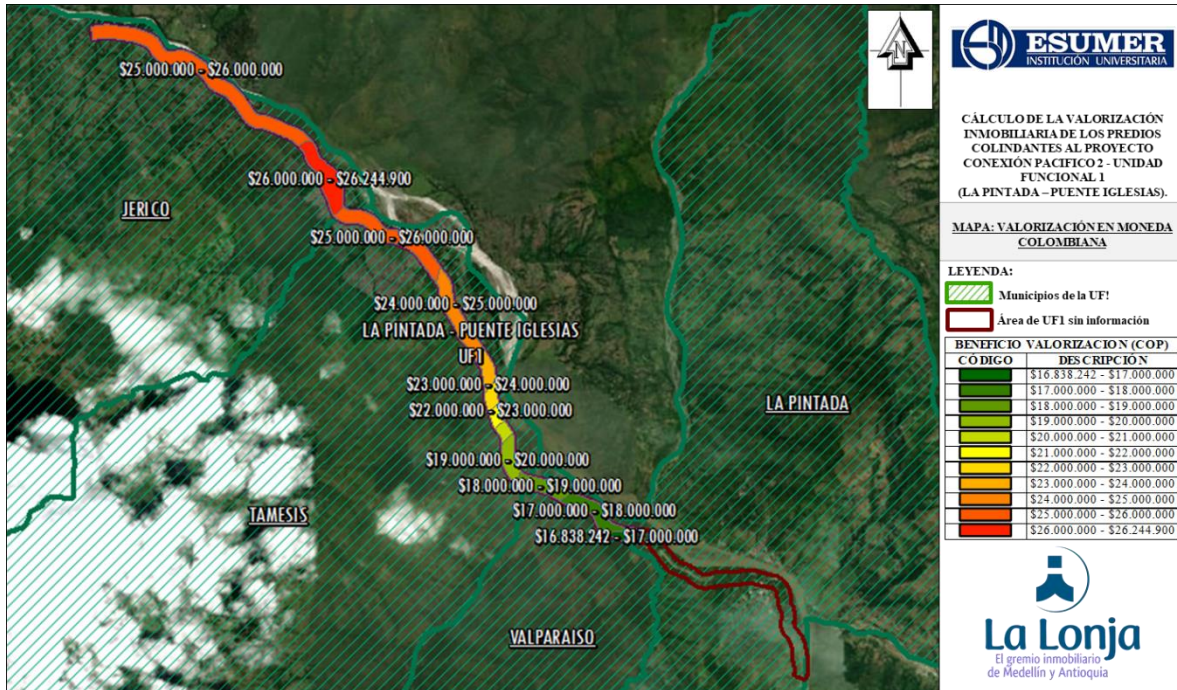 $25.000.000 - $26.000.000
$26.000.000 - $26.244.900
JERICO
$25.000.000 - $26.000.000
$24.000.000 - $25.000.000
LA PINTADA - PUENTE IGLESIAS
UF1
$23.000.000 - $24.000.000
$22.000.000 - $23.000.000
LA PINTADA
$19.000.000 - $20.000.000
$18.000.000 - $19.000.000
$17.000.000 - $18.000.000
TAMESIS
$16.838.242 - $17.000.000
VALPARAISO
N
ESUMER
INSTITUCIÓN UNIVERSITARIA
CÁLCULO DE LA VALORIZACIÓN
INMOBILIARIA DE LOS PREDIOS
COLINDANTES AL PROYECTO
CONEXIÓN PACIFICO 2 - UNIDAD
FUNCIONAL 1
(LA PINTADA – PUENTE IGLESIAS).
MAPA: VALORIZACIÓN EN MONEDA
COLOMBIANA
LEYENDA:
Municipios de la UF!
Área de UF1 sin información
BENEFICIO VALORIZACION (COP)
CÓDIGO DESCRIPCIÓN
$16.838.242 - $17.000.000
$17.000.000 - $18.000.000
$18.000.000 - $19.000.000
$19.000.000 - $20.000.000
$20.000.000 - $21.000.000
$21.000.000 - $22.000.000
$22.000.000 - $23.000.000
$23.000.000 - $24.000.000
$24.000.000 - $25.000.000
$25.000.000 - $26.000.000
$26.000.000 - $26.244.900
La Lonja
El gremio inmobiliario
de Medellín y Antioquia